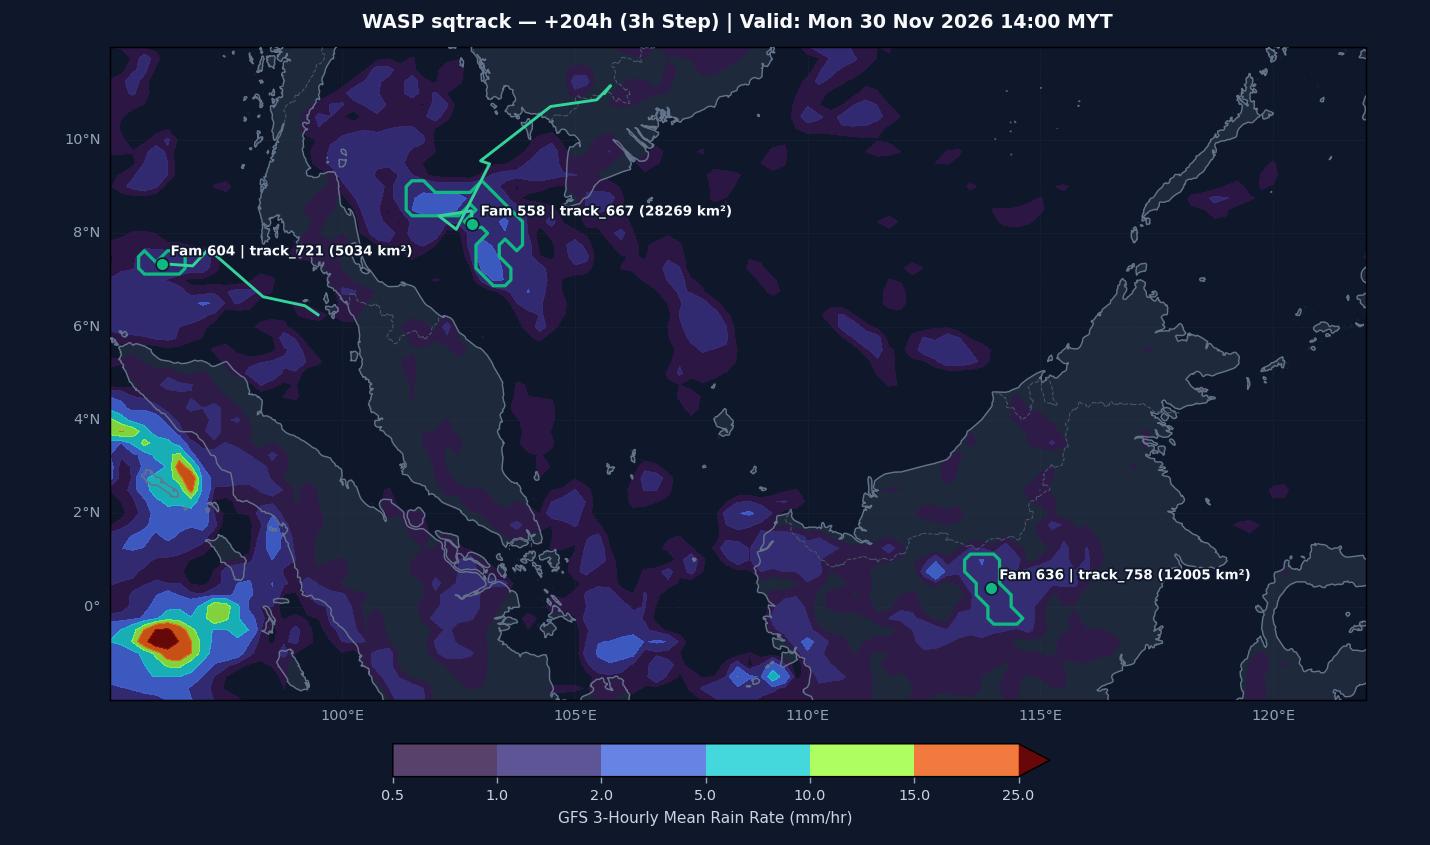 WASP sqtrack — +204h (3h Step) | Valid: Mon 30 Nov 2026 14:00 MYT
10°N
8°N
6°N
4°N
2°N
0°
Fam 558 | track_667 (28269 km²)
Fam 604 | track_721 (5034 km²)
Fam 636 | track_758 (12005 km²)
100°E 105°E 110°E 115°E 120°E
0.5 1.0 2.0 5.0 10.0 15.0 25.0
GFS 3-Hourly Mean Rain Rate (mm/hr)